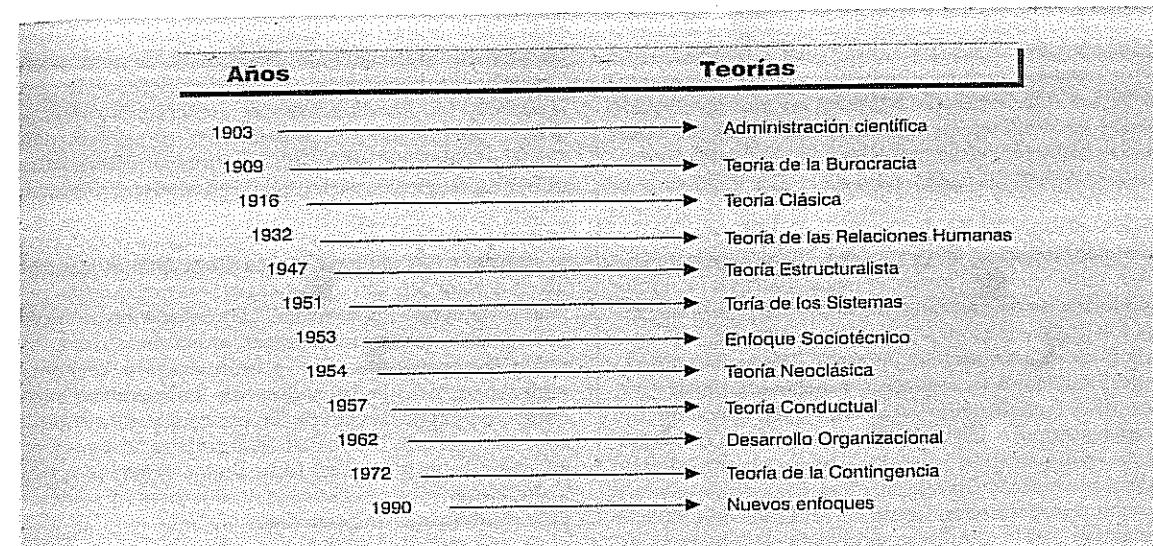 Años Teorías
1903 Administración científica
1909 Teoría de la Burocracia
1916 Teoría Clásica
1932 Teoría de las Relaciones Humanas
1947 Teoría Estructuralista
1951 Toría de los Sistemas
1953 Enfoque Sociotécnico
1954 Teoría Neoclásica
1957 Teoría Conductual
1962 Desarrollo Organizacional
1972 Teoría de la Contingencia
1990 Nuevos enfoques